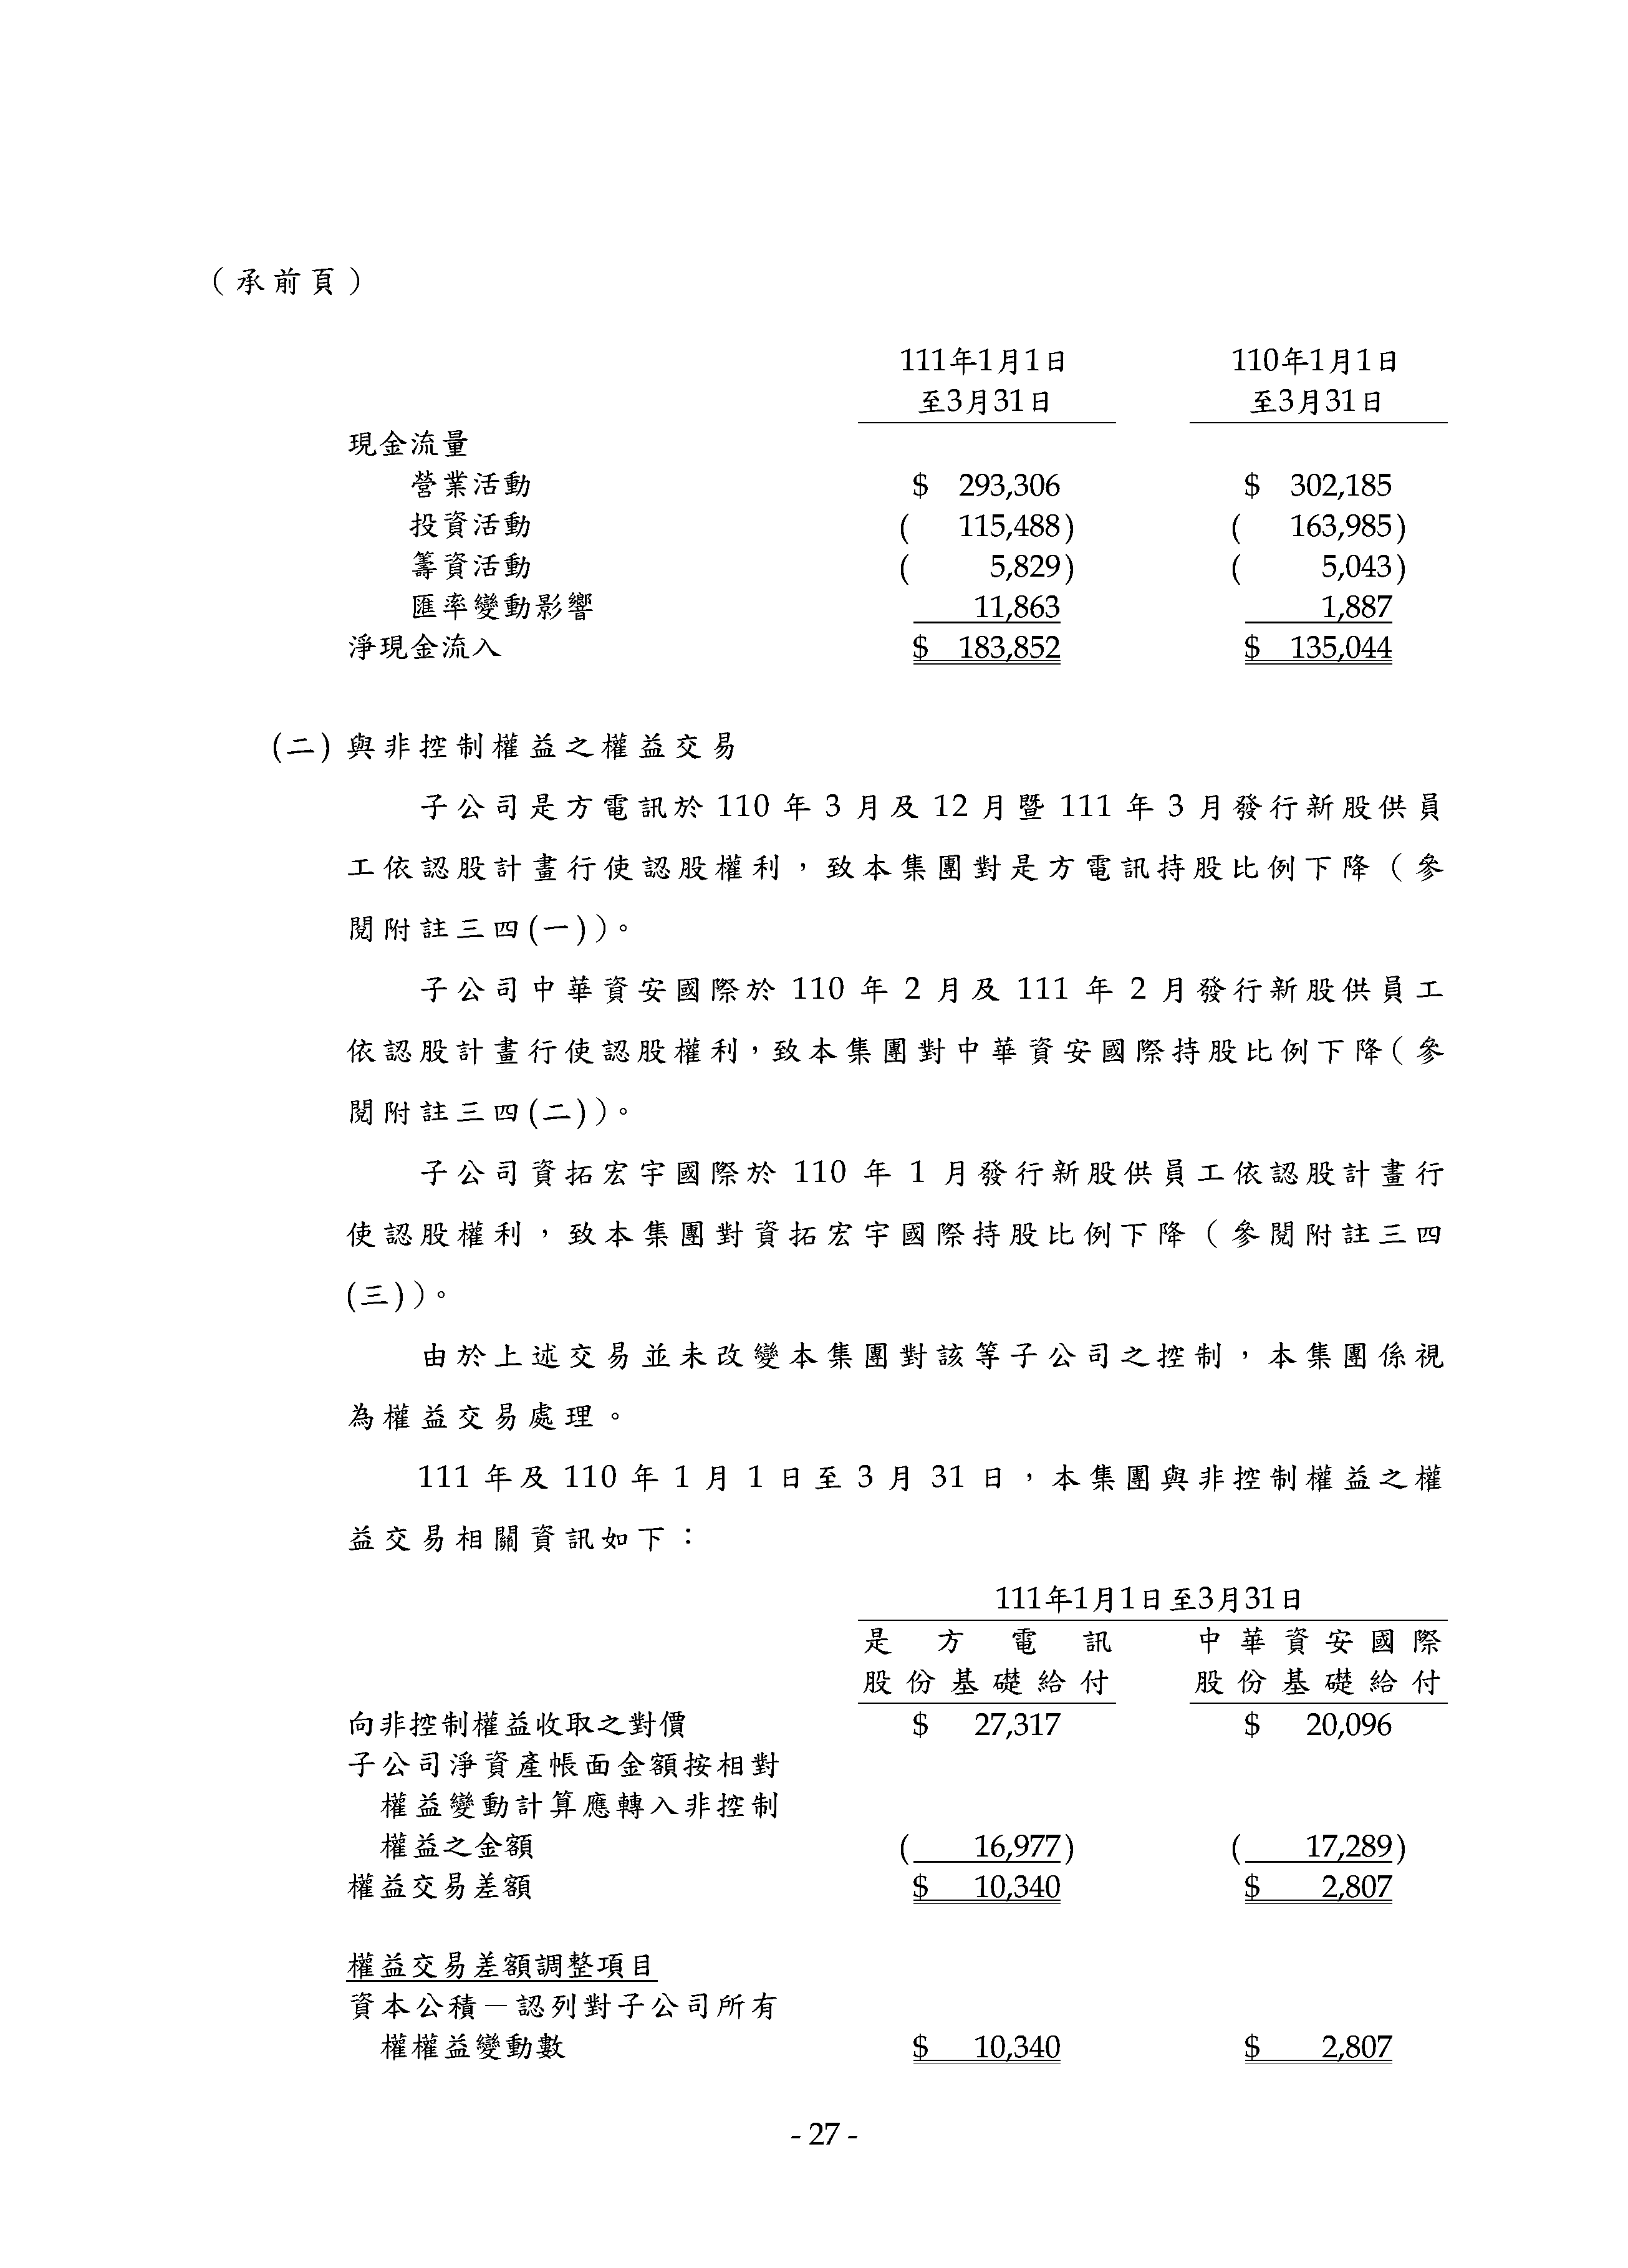 （承前頁）
111年1月1日 110年1月1日
至3月31日 至3月31日
現金流量
營業活動 $ 293,306 $ 302,185
投資活動 ( 115,488) ( 163,985)
籌資活動 ( 5,829) ( 5,043)
匯率變動影響 11,863 1,887
淨現金流入 $ 183,852 $ 135,044
(二) 與非控制權益之權益交易
子公司是方電訊於 110 年 3 月及 12 月暨 111 年 3 月發行新股供員
工依認股計畫行使認股權利，致本集團對是方電訊持股比例下降（參
閱附註三四(一)）。
子公司中華資安國際於 110 年 2 月及 111 年 2 月發行新股供員工
依認股計畫行使認股權利，致本集團對中華資安國際持股比例下降（參
閱附註三四(二)）。
子公司資拓宏宇國際於 110 年 1 月發行新股供員工依認股計畫行
使認股權利，致本集團對資拓宏宇國際持股比例下降（參閱附註三四
(三)）。
由於上述交易並未改變本集團對該等子公司之控制，本集團係視
為權益交易處理。
111 年及 110 年 1 月 1 日至 3 月 31 日，本集團與非控制權益之權
益交易相關資訊如下：
111年1月1日至3月31日
是方電訊 中華資安國際
股份基礎給付 股份基礎給付
向非控制權益收取之對價 $ 27,317 $ 20,096
子公司淨資產帳面金額按相對
權益變動計算應轉入非控制
權益之金額 ( 16,977) ( 17,289)
權益交易差額 $ 10,340 $ 2,807
權益交易差額調整項目
資本公積－認列對子公司所有
權權益變動數 $ 10,340 $ 2,807
- 27 -